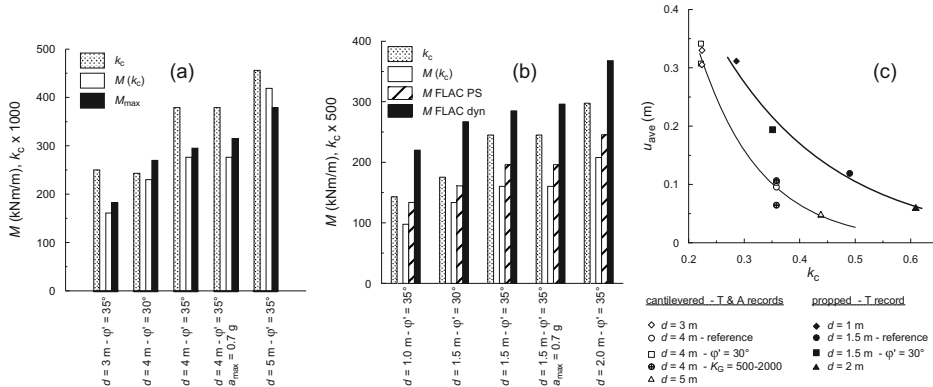 500
400
300
200
100
0
M (kNm/m), kc x 1000
kc
M (kc)
Mmax
(a)
d = 3 m - φ' = 35°
d = 4 m - φ' = 30°
d = 4 m - φ' = 35°
d = 4 m - φ' = 35°
amax = 0.7 g
d = 5 m - φ' = 35°
400
350
300
250
200
150
100
50
0
M (kNm/m), kc x 500
kc
M (kc)
M FLAC PS
M FLAC dyn
(b)
d = 1.0 m - φ' = 35°
d = 1.5 m - φ' = 30°
d = 1.5 m - φ' = 35°
d = 1.5 m - φ' = 35°
amax = 0.7 g
d = 2.0 m - φ' = 35°
0.4
0.3
0.2
0.1
0
uave (m)
(c)
0.2 0.3 0.4 0.5 0.6
kc
cantilevered - T & A records
d = 3 m
d = 4 m - reference
d = 4 m - φ' = 30°
d = 4 m - KG = 500-2000
d = 5 m
propped - T record
d = 1 m
d = 1.5 m - reference
d = 1.5 m - φ' = 30°
d = 2 m